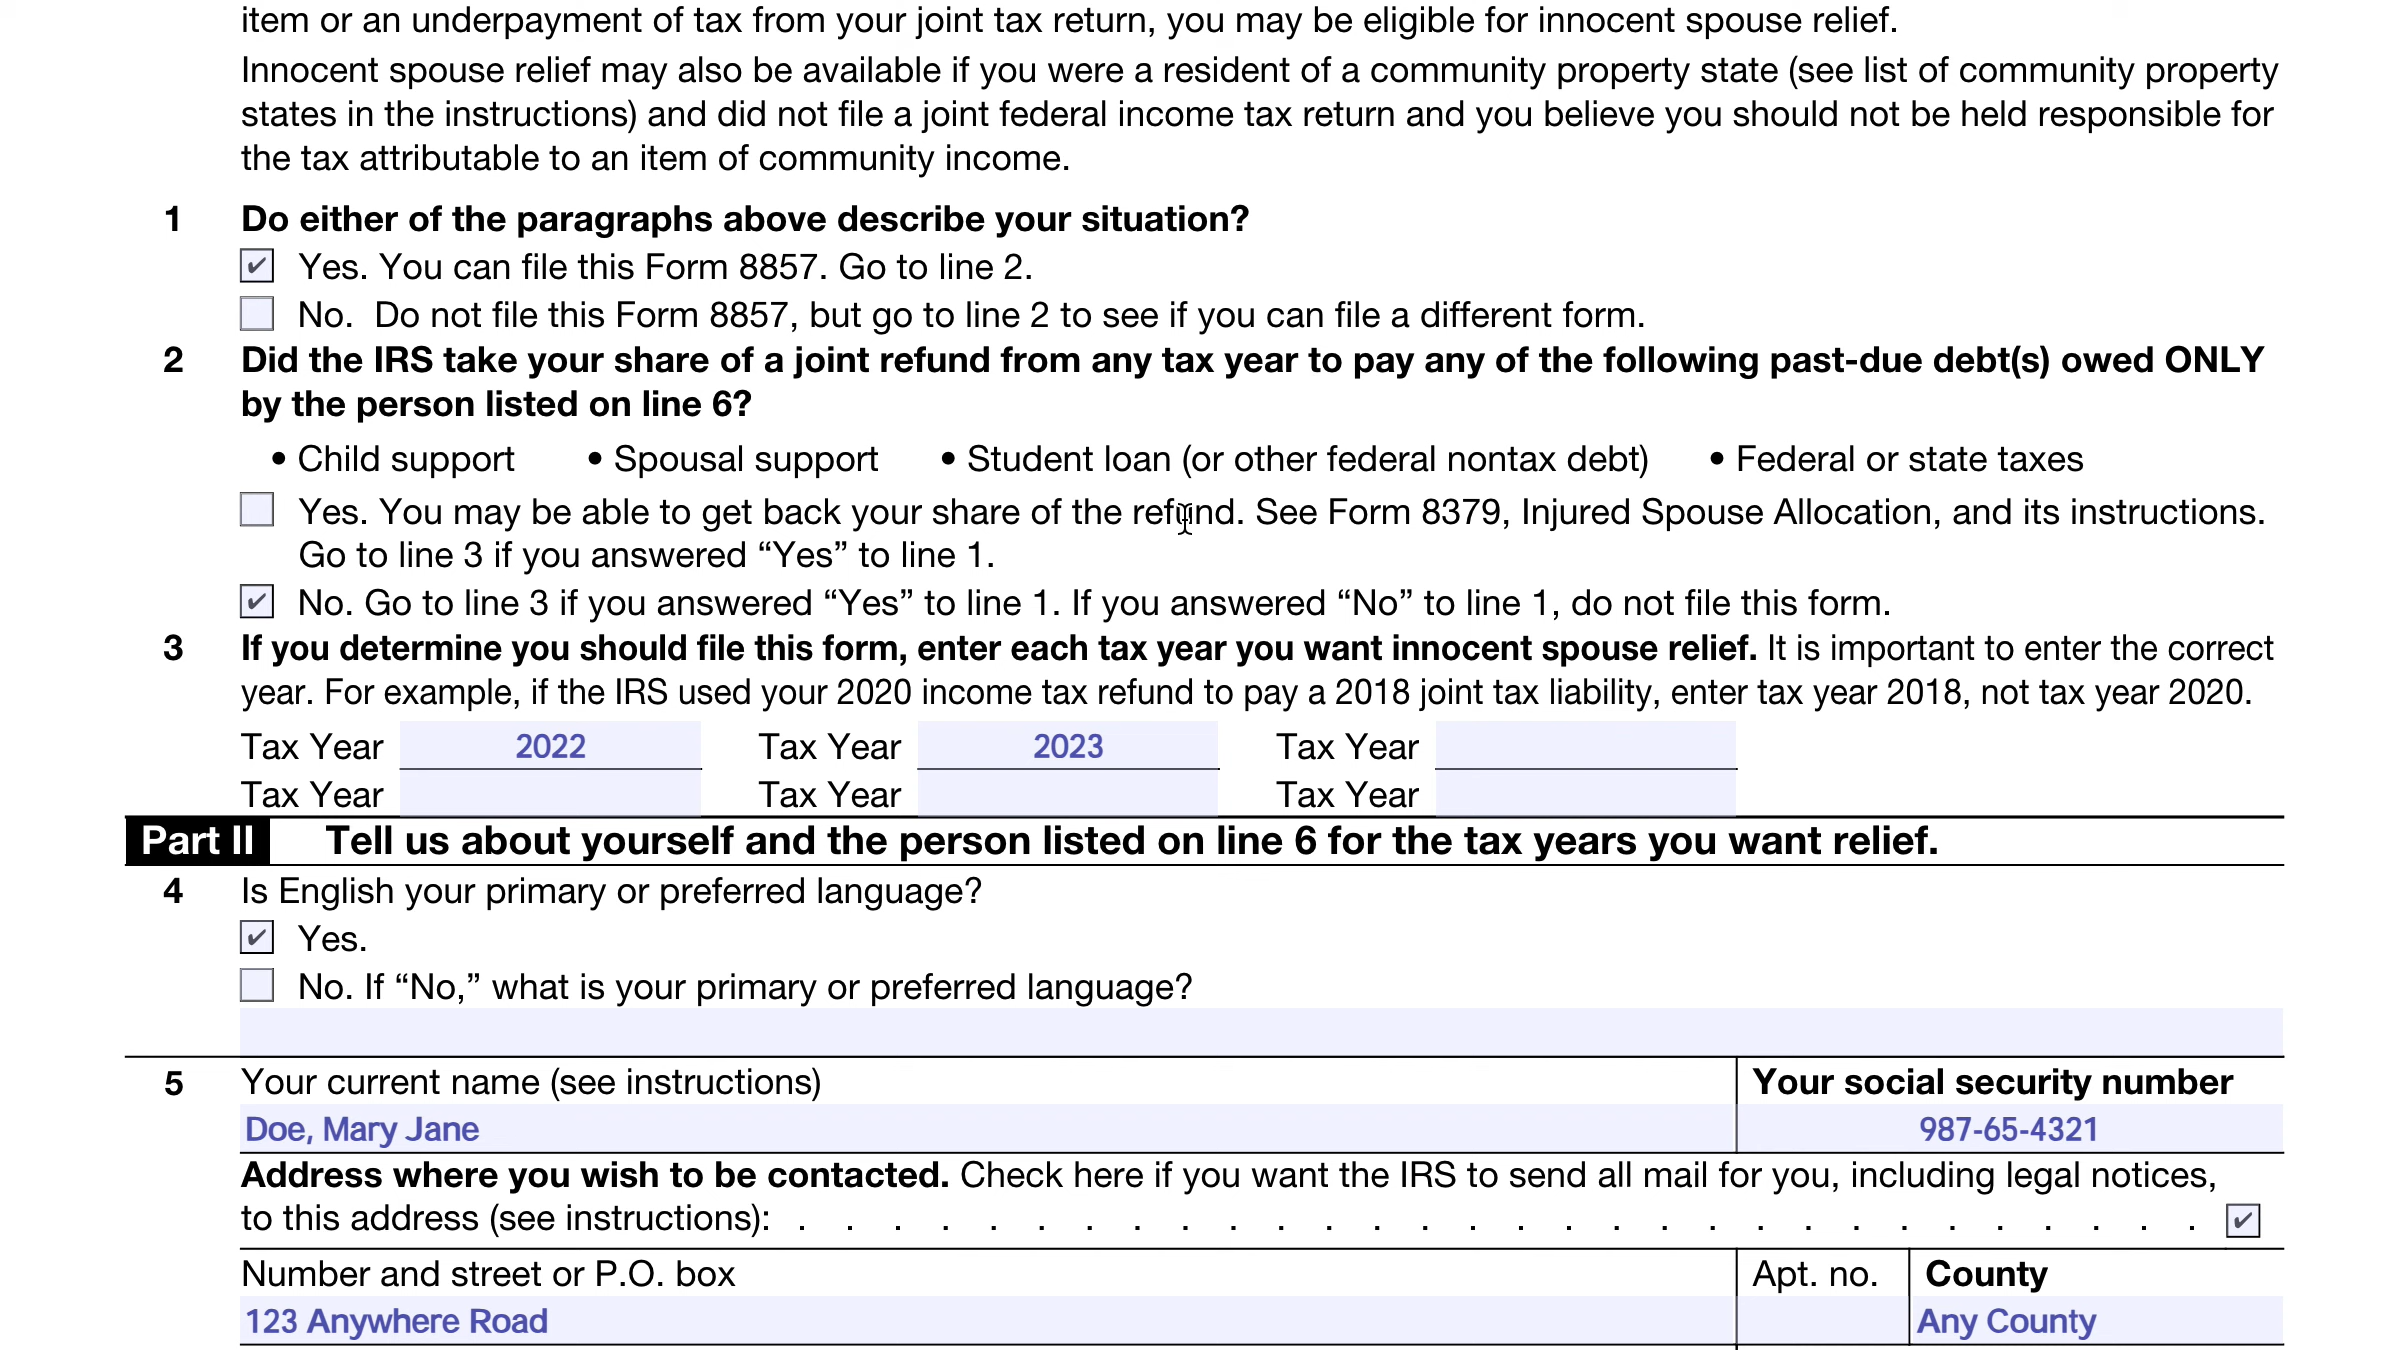 item or an underpayment of tax from your joint tax return, you may be eligible for innocent spouse relief.
Innocent spouse relief may also be available if you were a resident of a community property state (see list of community property
states in the instructions) and did not file a joint federal income tax return and you believe you should not be held responsible for
the tax attributable to an item of community income.
1 Do either of the paragraphs above describe your situation?
✔ Yes. You can file this Form 8857. Go to line 2.
No. Do not file this Form 8857, but go to line 2 to see if you can file a different form.
2 Did the IRS take your share of a joint refund from any tax year to pay any of the following past-due debt(s) owed ONLY
by the person listed on line 6?
• Child support • Spousal support • Student loan (or other federal nontax debt) • Federal or state taxes
Yes. You may be able to get back your share of the refund. See Form 8379, Injured Spouse Allocation, and its instructions.
Go to line 3 if you answered “Yes” to line 1.
✔ No. Go to line 3 if you answered “Yes” to line 1. If you answered “No” to line 1, do not file this form.
3 If you determine you should file this form, enter each tax year you want innocent spouse relief. It is important to enter the correct
year. For example, if the IRS used your 2020 income tax refund to pay a 2018 joint tax liability, enter tax year 2018, not tax year 2020.
Tax Year 2022 Tax Year 2023 Tax Year
Tax Year Tax Year Tax Year
Part II Tell us about yourself and the person listed on line 6 for the tax years you want relief.
4 Is English your primary or preferred language?
✔ Yes.
No. If “No,” what is your primary or preferred language?
5 Your current name (see instructions) Your social security number
Doe, Mary Jane 987-65-4321
Address where you wish to be contacted. Check here if you want the IRS to send all mail for you, including legal notices,
to this address (see instructions): . . . . . . . . . . . . . . . . . . . . . . . . . . . . . . ✔
Number and street or P.O. box Apt. no. County
123 Anywhere Road Any County